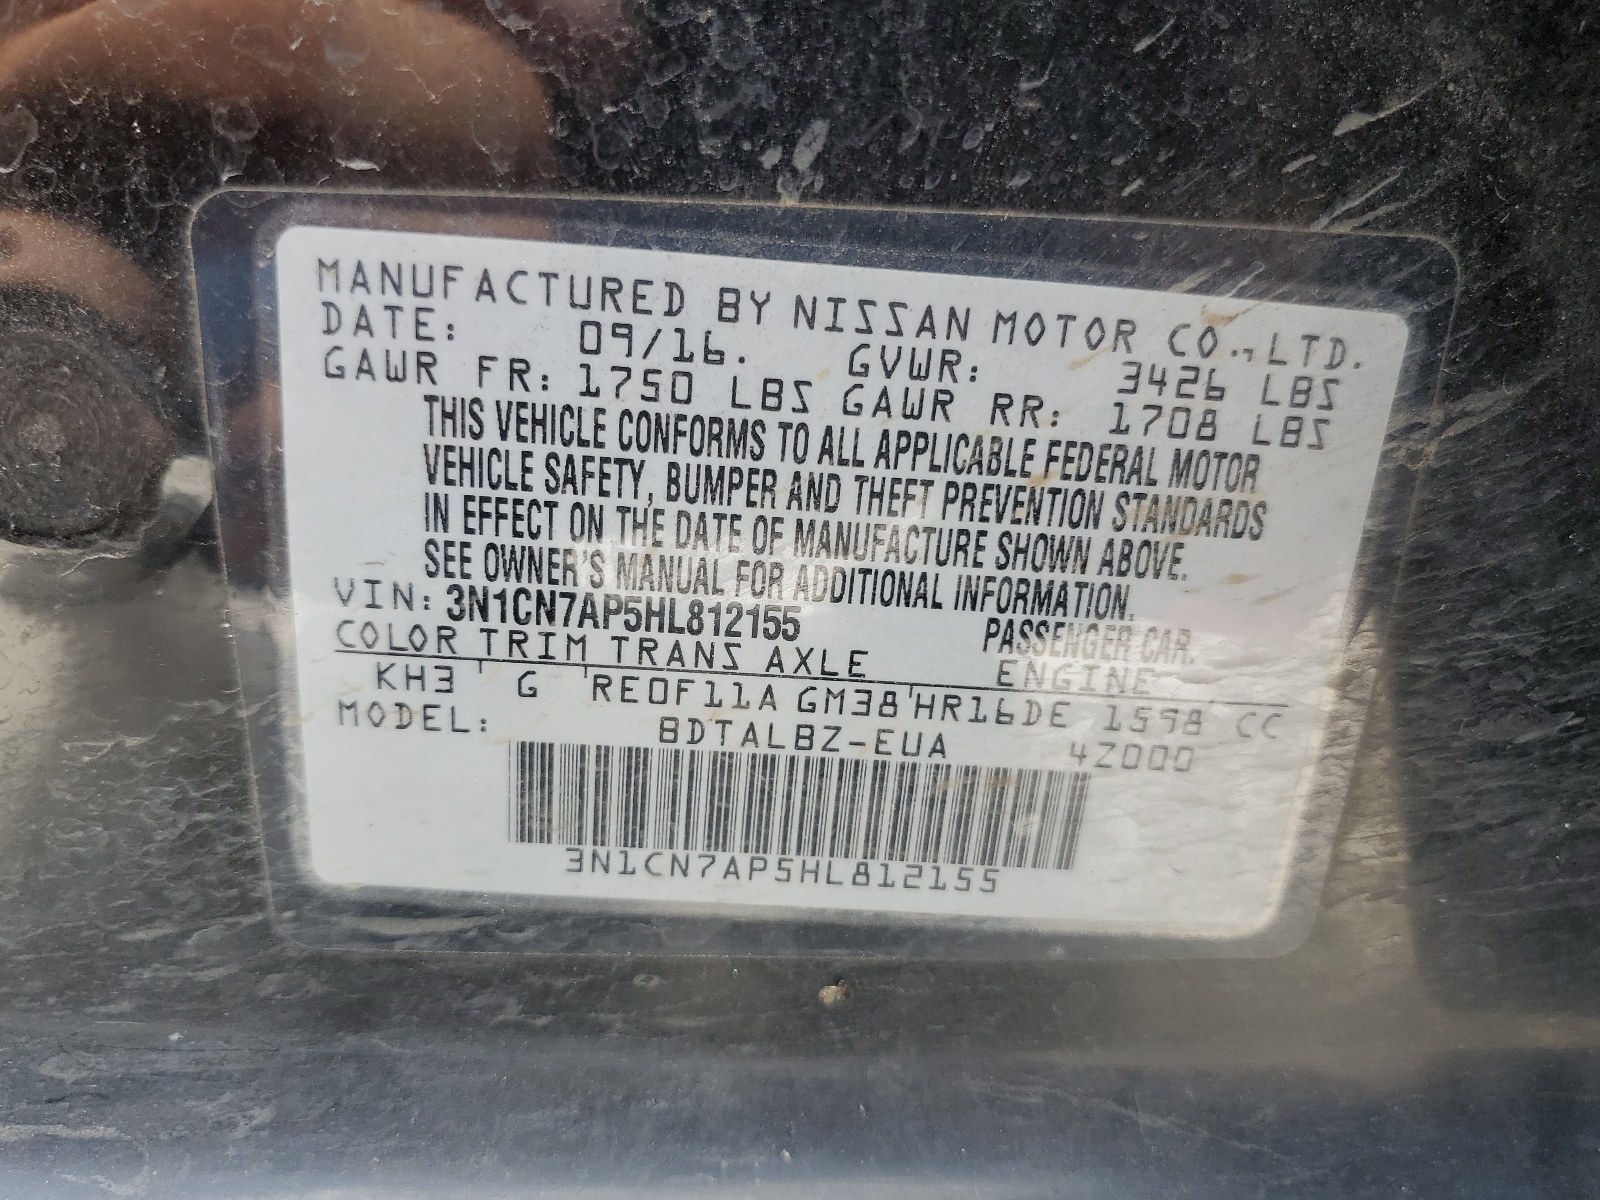 MANUFACTURED BY NISSAN MOTOR CO., LTD.
DATE: 09/16. GVWR: 3426 LBS
GAWR FR: 1750 LBS GAWR RR: 1708 LBS
THIS VEHICLE CONFORMS TO ALL APPLICABLE FEDERAL MOTOR
VEHICLE SAFETY, BUMPER AND THEFT PREVENTION STANDARDS
IN EFFECT ON THE DATE OF MANUFACTURE SHOWN ABOVE.
SEE OWNER'S MANUAL FOR ADDITIONAL INFORMATION.
VIN: 3N1CN7AP5HL812155 PASSENGER CAR.
COLOR TRIM TRANS AXLE ENGINE
KH3 G RE0F11A GM38 HR16DE 1598 CC
MODEL: BDTALBZ-EUA 4Z000
3N1CN7AP5HL812155